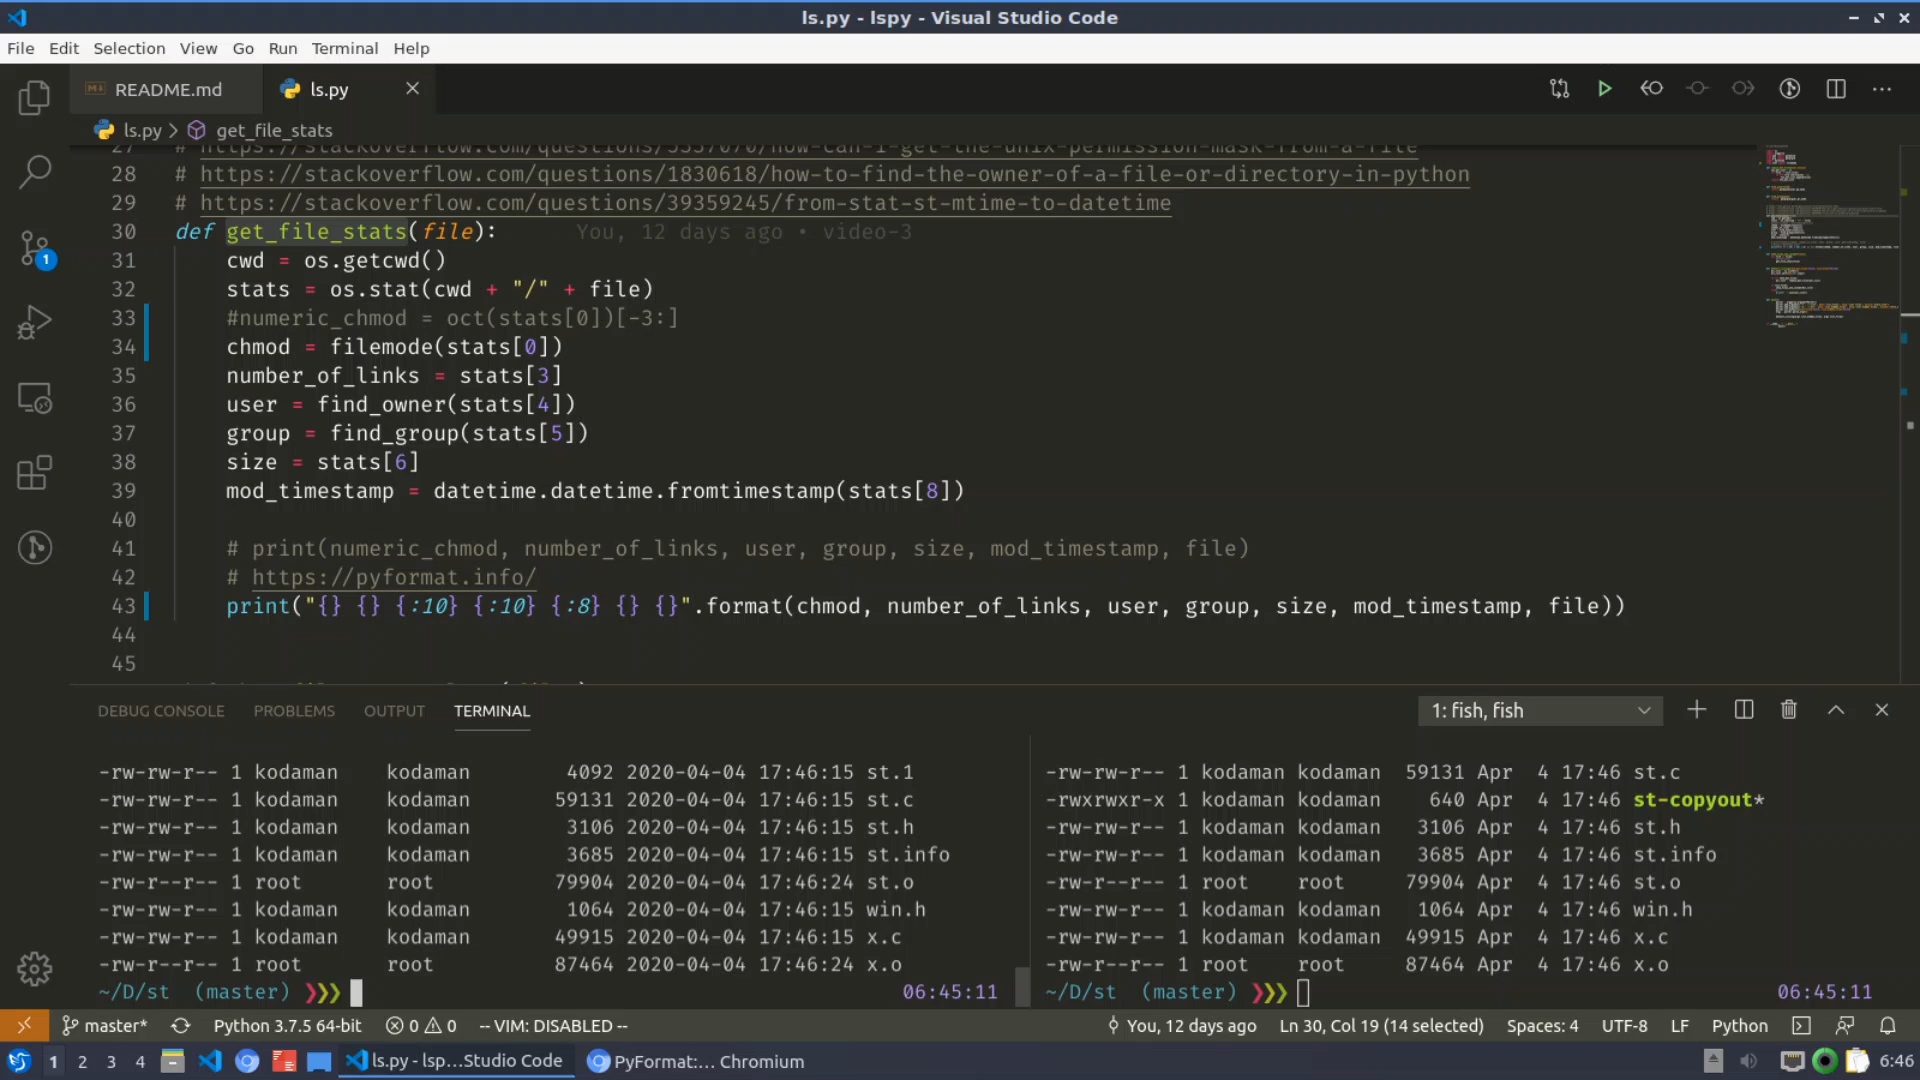 ls.py - lspy - Visual Studio Code
File Edit Selection View Go Run Terminal Help
README.md ls.py
ls.py > get_file_stats
27 # https://stackoverflow.com/questions/5337070/how-can-i-get-the-unix-permission-mask-from-a-file
28 # https://stackoverflow.com/questions/1830618/how-to-find-the-owner-of-a-file-or-directory-in-python
29 # https://stackoverflow.com/questions/39359245/from-stat-st-mtime-to-datetime
30 def get_file_stats(file): You, 12 days ago • video-3
31 cwd = os.getcwd()
32 stats = os.stat(cwd + "/" + file)
33 #numeric_chmod = oct(stats[0])[-3:]
34 chmod = filemode(stats[0])
35 number_of_links = stats[3]
36 user = find_owner(stats[4])
37 group = find_group(stats[5])
38 size = stats[6]
39 mod_timestamp = datetime.datetime.fromtimestamp(stats[8])
40
41 # print(numeric_chmod, number_of_links, user, group, size, mod_timestamp, file)
42 # https://pyformat.info/
43 print("{} {} {:10} {:10} {:8} {} {}".format(chmod, number_of_links, user, group, size, mod_timestamp, file))
44
45
1
DEBUG CONSOLE PROBLEMS OUTPUT TERMINAL 1: fish, fish
-rw-rw-r-- 1 kodaman kodaman 4092 2020-04-04 17:46:15 st.1
-rw-rw-r-- 1 kodaman kodaman 59131 2020-04-04 17:46:15 st.c
-rw-rw-r-- 1 kodaman kodaman 3106 2020-04-04 17:46:15 st.h
-rw-rw-r-- 1 kodaman kodaman 3685 2020-04-04 17:46:15 st.info
-rw-r--r-- 1 root root 79904 2020-04-04 17:46:24 st.o
-rw-rw-r-- 1 kodaman kodaman 1064 2020-04-04 17:46:15 win.h
-rw-rw-r-- 1 kodaman kodaman 49915 2020-04-04 17:46:15 x.c
-rw-r--r-- 1 root root 87464 2020-04-04 17:46:24 x.o
~/D/st (master) ❯❯❯ 06:45:11
-rw-rw-r-- 1 kodaman kodaman 59131 Apr 4 17:46 st.c
-rwxrwxr-x 1 kodaman kodaman 640 Apr 4 17:46 st-copyout*
-rw-rw-r-- 1 kodaman kodaman 3106 Apr 4 17:46 st.h
-rw-rw-r-- 1 kodaman kodaman 3685 Apr 4 17:46 st.info
-rw-r--r-- 1 root root 79904 Apr 4 17:46 st.o
-rw-rw-r-- 1 kodaman kodaman 1064 Apr 4 17:46 win.h
-rw-rw-r-- 1 kodaman kodaman 49915 Apr 4 17:46 x.c
-rw-r--r-- 1 root root 87464 Apr 4 17:46 x.o
~/D/st (master) ❯❯❯ 06:45:11
master* Python 3.7.5 64-bit 0 0 -- VIM: DISABLED -- You, 12 days ago Ln 30, Col 19 (14 selected) Spaces: 4 UTF-8 LF Python
1 2 3 4 ls.py - lsp...Studio Code PyFormat:... Chromium 6:46